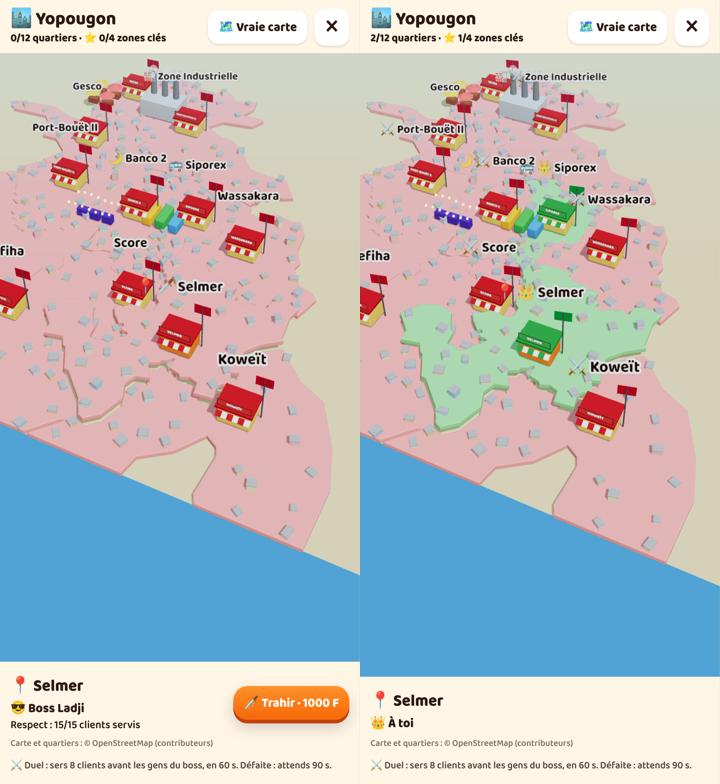 Yopougon
0/12 quartiers · ⭐ 0/4 zones clés
🗺️ Vraie carte
✕
Zone Industrielle
Gesco
Port-Bouët II
🌙 Banco 2
🚌 Siporex
Wassakara
Score
fiha
Selmer
Koweït
📍 Selmer
😎 Boss Ladji
Respect : 15/15 clients servis
🗡️ Trahir · 1000 F
Carte et quartiers : © OpenStreetMap (contributeurs)
⚔️ Duel : sers 8 clients avant les gens du boss, en 60 s. Défaite : attends 90 s.
Yopougon
2/12 quartiers · ⭐ 1/4 zones clés
🗺️ Vraie carte
✕
Zone Industrielle
Gesco
⚔️ Port-Bouët II
🌙⚔️ Banco 2
🚌👑 Siporex
⚔️ Wassakara
⚔️ Score
efiha
👑 Selmer
⚔️ Koweït
📍 Selmer
👑 À toi
Carte et quartiers : © OpenStreetMap (contributeurs)
⚔️ Duel : sers 8 clients avant les gens du boss, en 60 s. Défaite : attends 90 s.